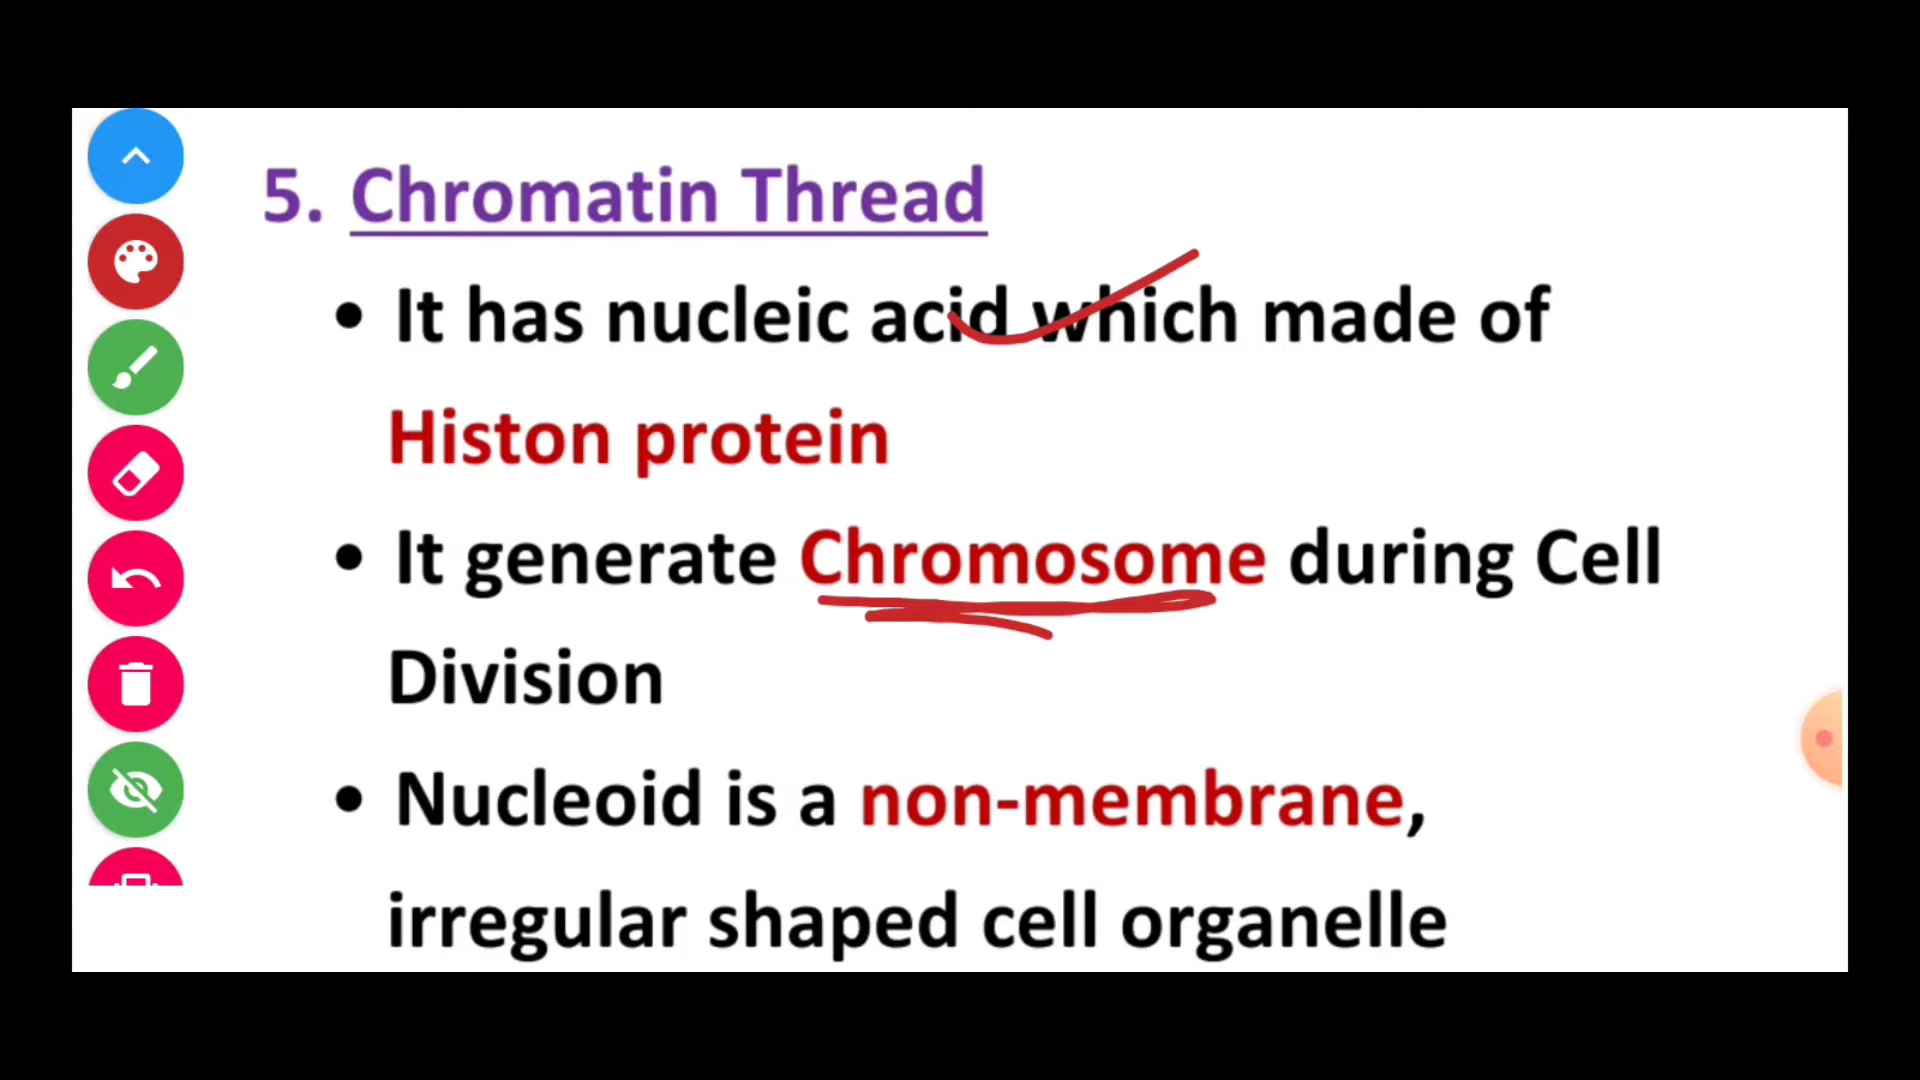 5. Chromatin Thread
• It has nucleic acid which made of
Histon protein
• It generate Chromosome during Cell
Division
• Nucleoid is a non-membrane,
irregular shaped cell organelle